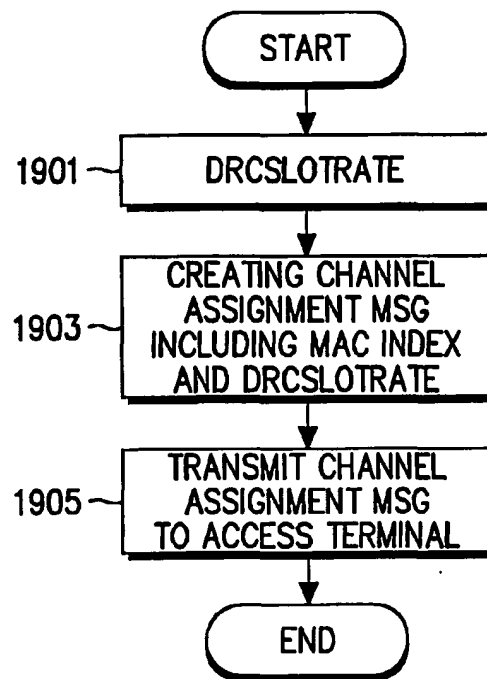 START
1901
DRCSLOTRATE
1903
CREATING CHANNEL
ASSIGNMENT MSG
INCLUDING MAC INDEX
AND DRCSLOTRATE
1905
TRANSMIT CHANNEL
ASSIGNMENT MSG
TO ACCESS TERMINAL
END